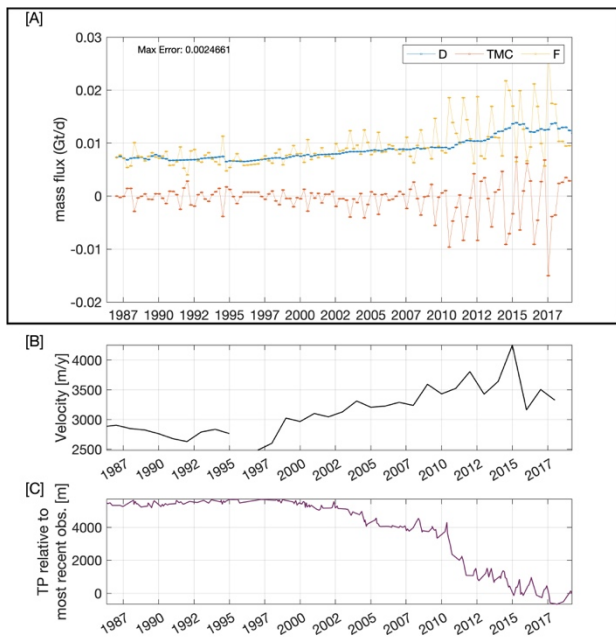 [A]
Max Error: 0.0024661
D TMC F
mass flux (Gt/d)
0.03
0.02
0.01
0
-0.01
-0.02
1987 1990 1992 1995 1997 2000 2002 2005 2007 2010 2012 2015 2017
[B]
Velocity [m/y]
4000
3500
3000
2500
1987 1990 1992 1995 1997 2000 2002 2005 2007 2010 2012 2015 2017
[C]
TP relative to
most recent obs. [m]
4000
2000
0
1987 1990 1992 1995 1997 2000 2002 2005 2007 2010 2012 2015 2017